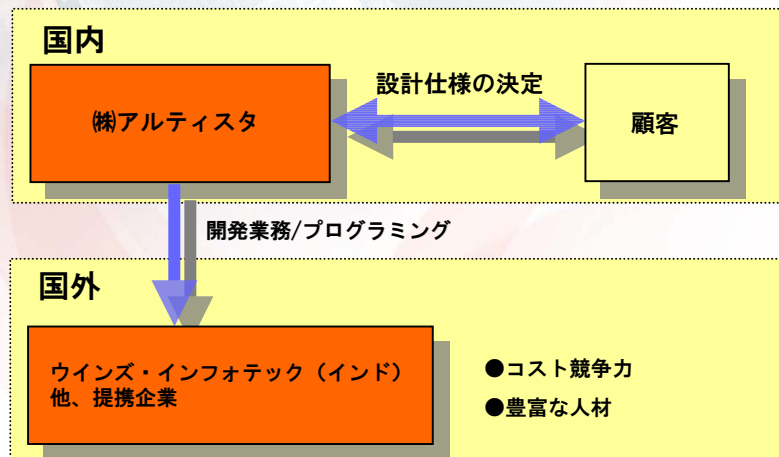 国内
設計仕様の決定
㈱アルティスタ
顧客
開発業務/プログラミング
国外
ウインズ・インフォテック（インド）
他、提携企業
●コスト競争力
●豊富な人材